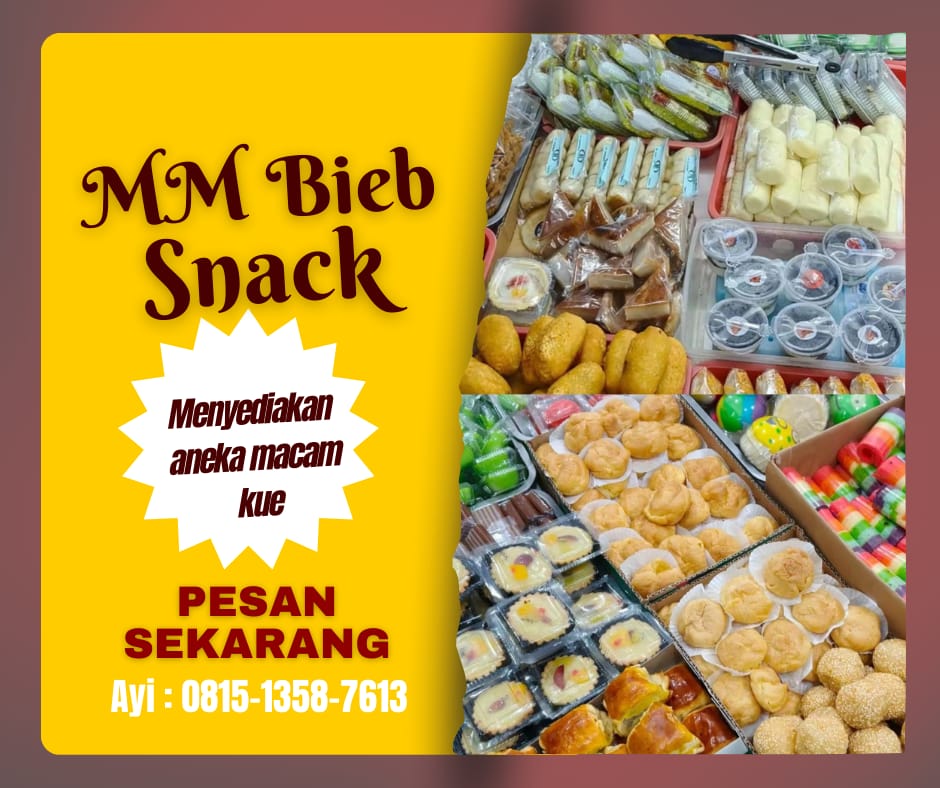 MM Bieb
Snack
Menyediakan
aneka macam
kue
PESAN
SEKARANG
Ayi : 0815-1358-7613